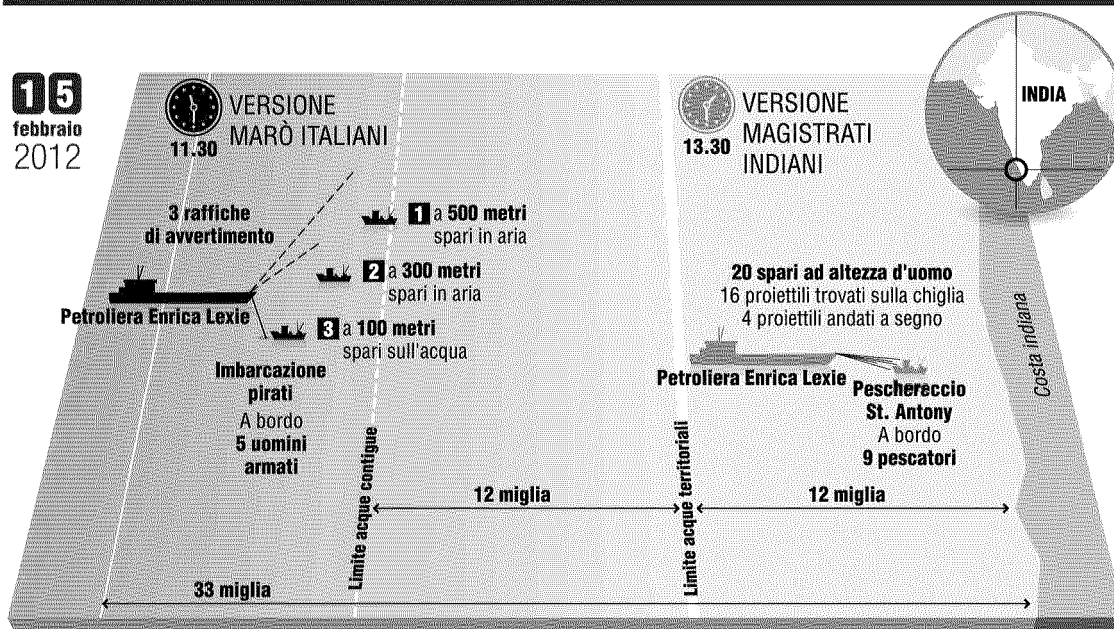 15
febbraio
2012
11.30
VERSIONE
MARÒ ITALIANI
3 raffiche
di avvertimento
1 a 500 metri
spari in aria
2 a 300 metri
spari in aria
3 a 100 metri
spari sull'acqua
Petroliera Enrica Lexie
Imbarcazione
pirati
A bordo
5 uomini
armati
Limite acque contigue
13.30
VERSIONE
MAGISTRATI
INDIANI
INDIA
20 spari ad altezza d'uomo
16 proiettili trovati sulla chiglia
4 proiettili andati a segno
Petroliera Enrica Lexie
Peschereccio
St. Antony
A bordo
9 pescatori
Costa indiana
Limite acque territoriali
12 miglia
12 miglia
33 miglia